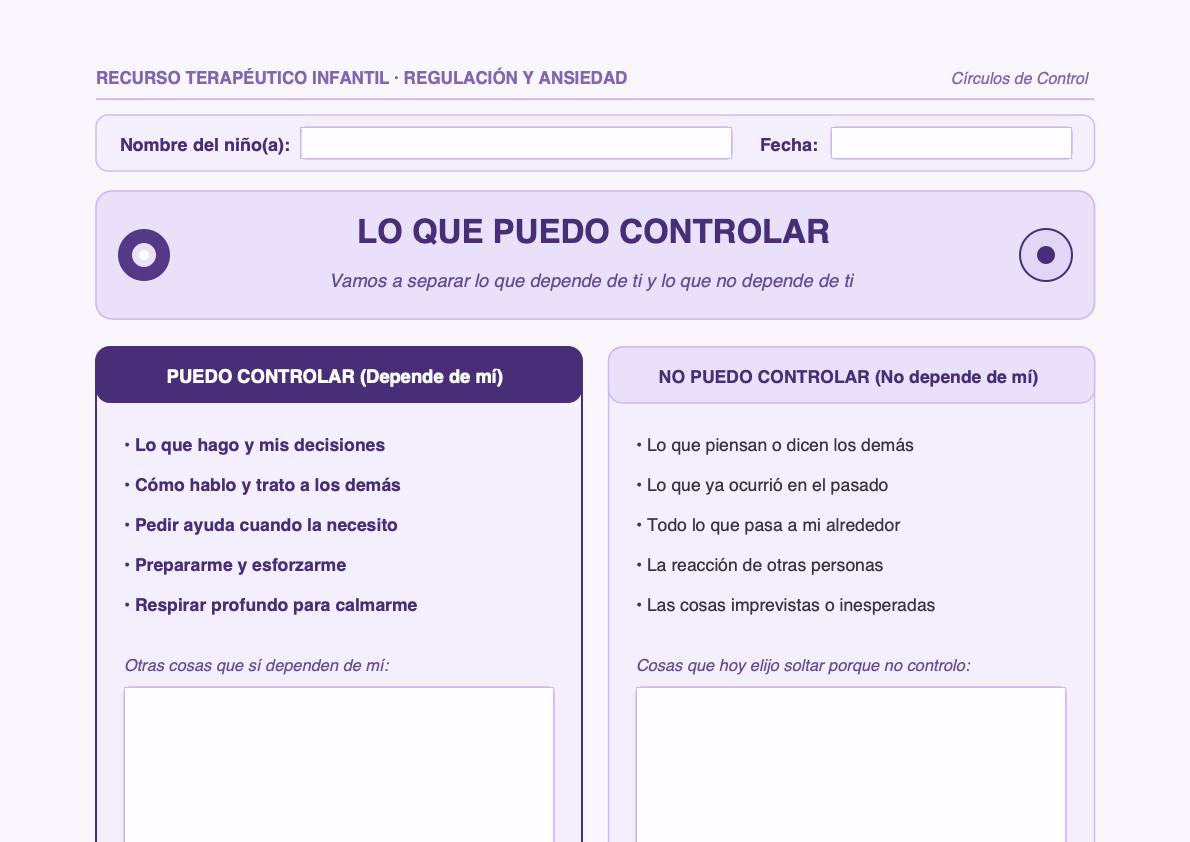 RECURSO TERAPÉUTICO INFANTIL · REGULACIÓN Y ANSIEDAD
Círculos de Control
Nombre del niño(a):
Fecha:
LO QUE PUEDO CONTROLAR
Vamos a separar lo que depende de ti y lo que no depende de ti
PUEDO CONTROLAR (Depende de mí)
• Lo que hago y mis decisiones
• Cómo hablo y trato a los demás
• Pedir ayuda cuando la necesito
• Prepararme y esforzarme
• Respirar profundo para calmarme
Otras cosas que sí dependen de mí:
NO PUEDO CONTROLAR (No depende de mí)
• Lo que piensan o dicen los demás
• Lo que ya ocurrió en el pasado
• Todo lo que pasa a mi alrededor
• La reacción de otras personas
• Las cosas imprevistas o inesperadas
Cosas que hoy elijo soltar porque no controlo: